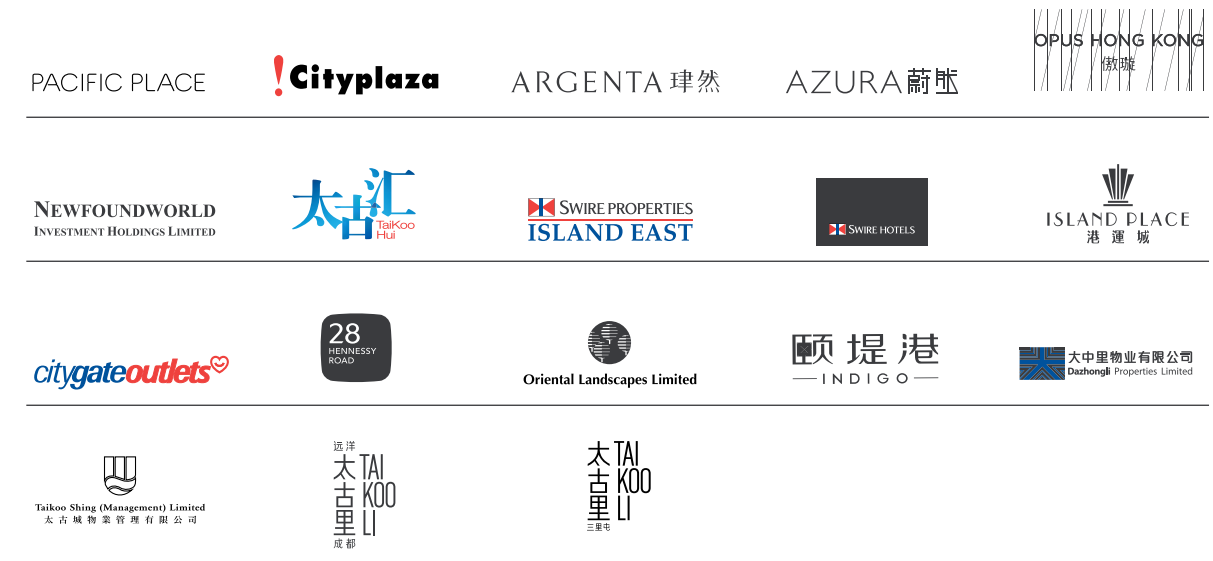 PACIFIC PLACE
Cityplaza
ARGENTA 珒然
AZURA 蔚然
OPUS HONG KONG
傲璇
NEWFOUNDWORLD
INVESTMENT HOLDINGS LIMITED
太古汇
TaiKoo
Hui
SWIRE PROPERTIES
ISLAND EAST
SWIRE HOTELS
ISLAND PLACE
港運城
citygateoutlets
28
HENNESSY
ROAD
Oriental Landscapes Limited
颐堤港
INDIGO
大中里物业有限公司
Dazhongli Properties Limited
Taikoo Shing (Management) Limited
太古城物業管理有限公司
远洋
太古里
TAI
KOO
LI
成都
太古里
TAI
KOO
LI
三里屯